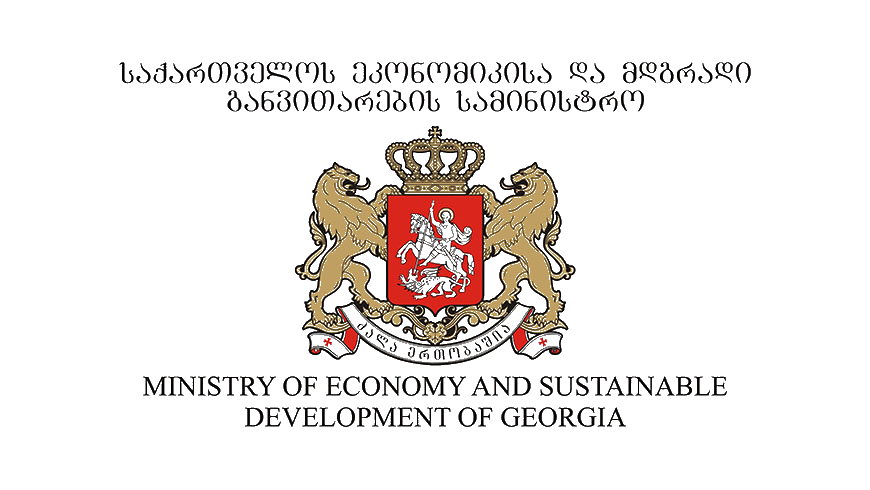 საქართველოს ეკონომიკისა და მდგრადი
განვითარების სამინისტრო
ძალა ერთობაშია
MINISTRY OF ECONOMY AND SUSTAINABLE
DEVELOPMENT OF GEORGIA